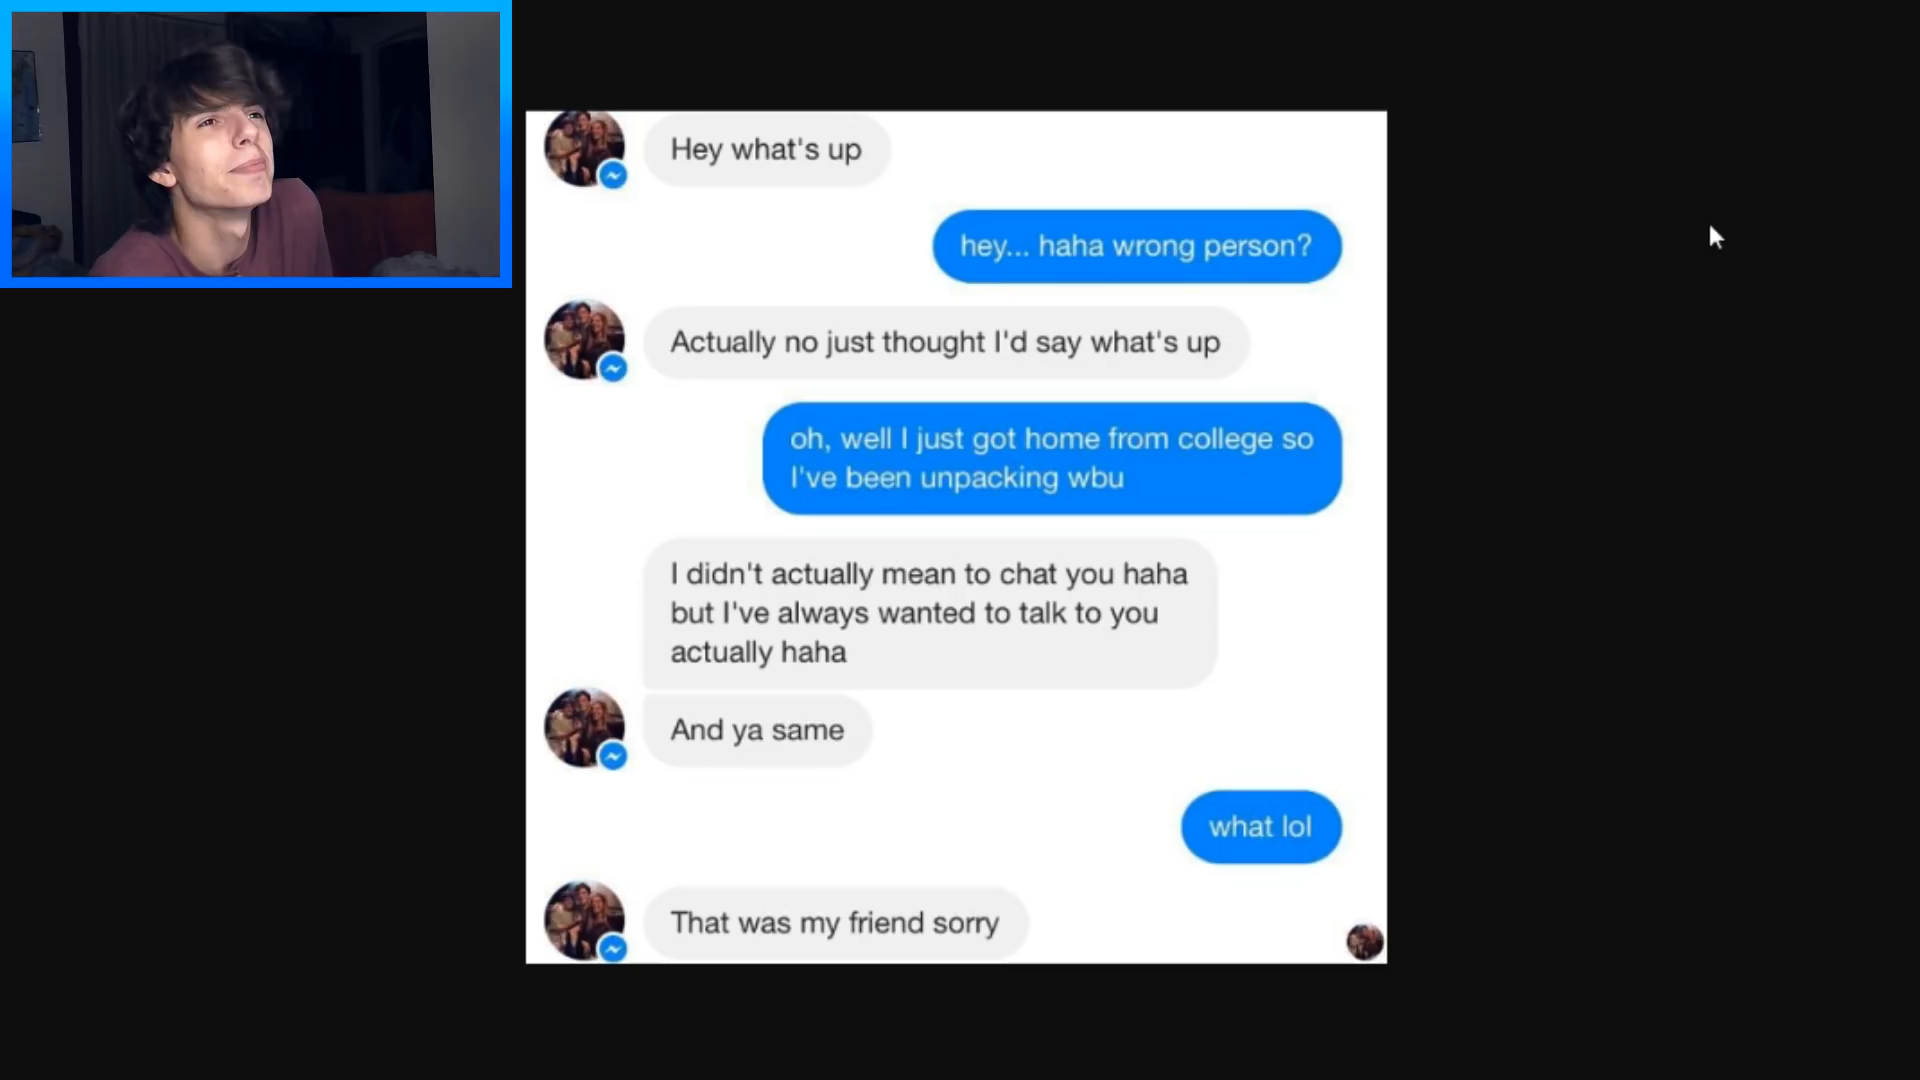 Hey what's up
hey... haha wrong person?
Actually no just thought I'd say what's up
oh, well I just got home from college so
I've been unpacking wbu
I didn't actually mean to chat you haha
but I've always wanted to talk to you
actually haha
And ya same
what lol
That was my friend sorry